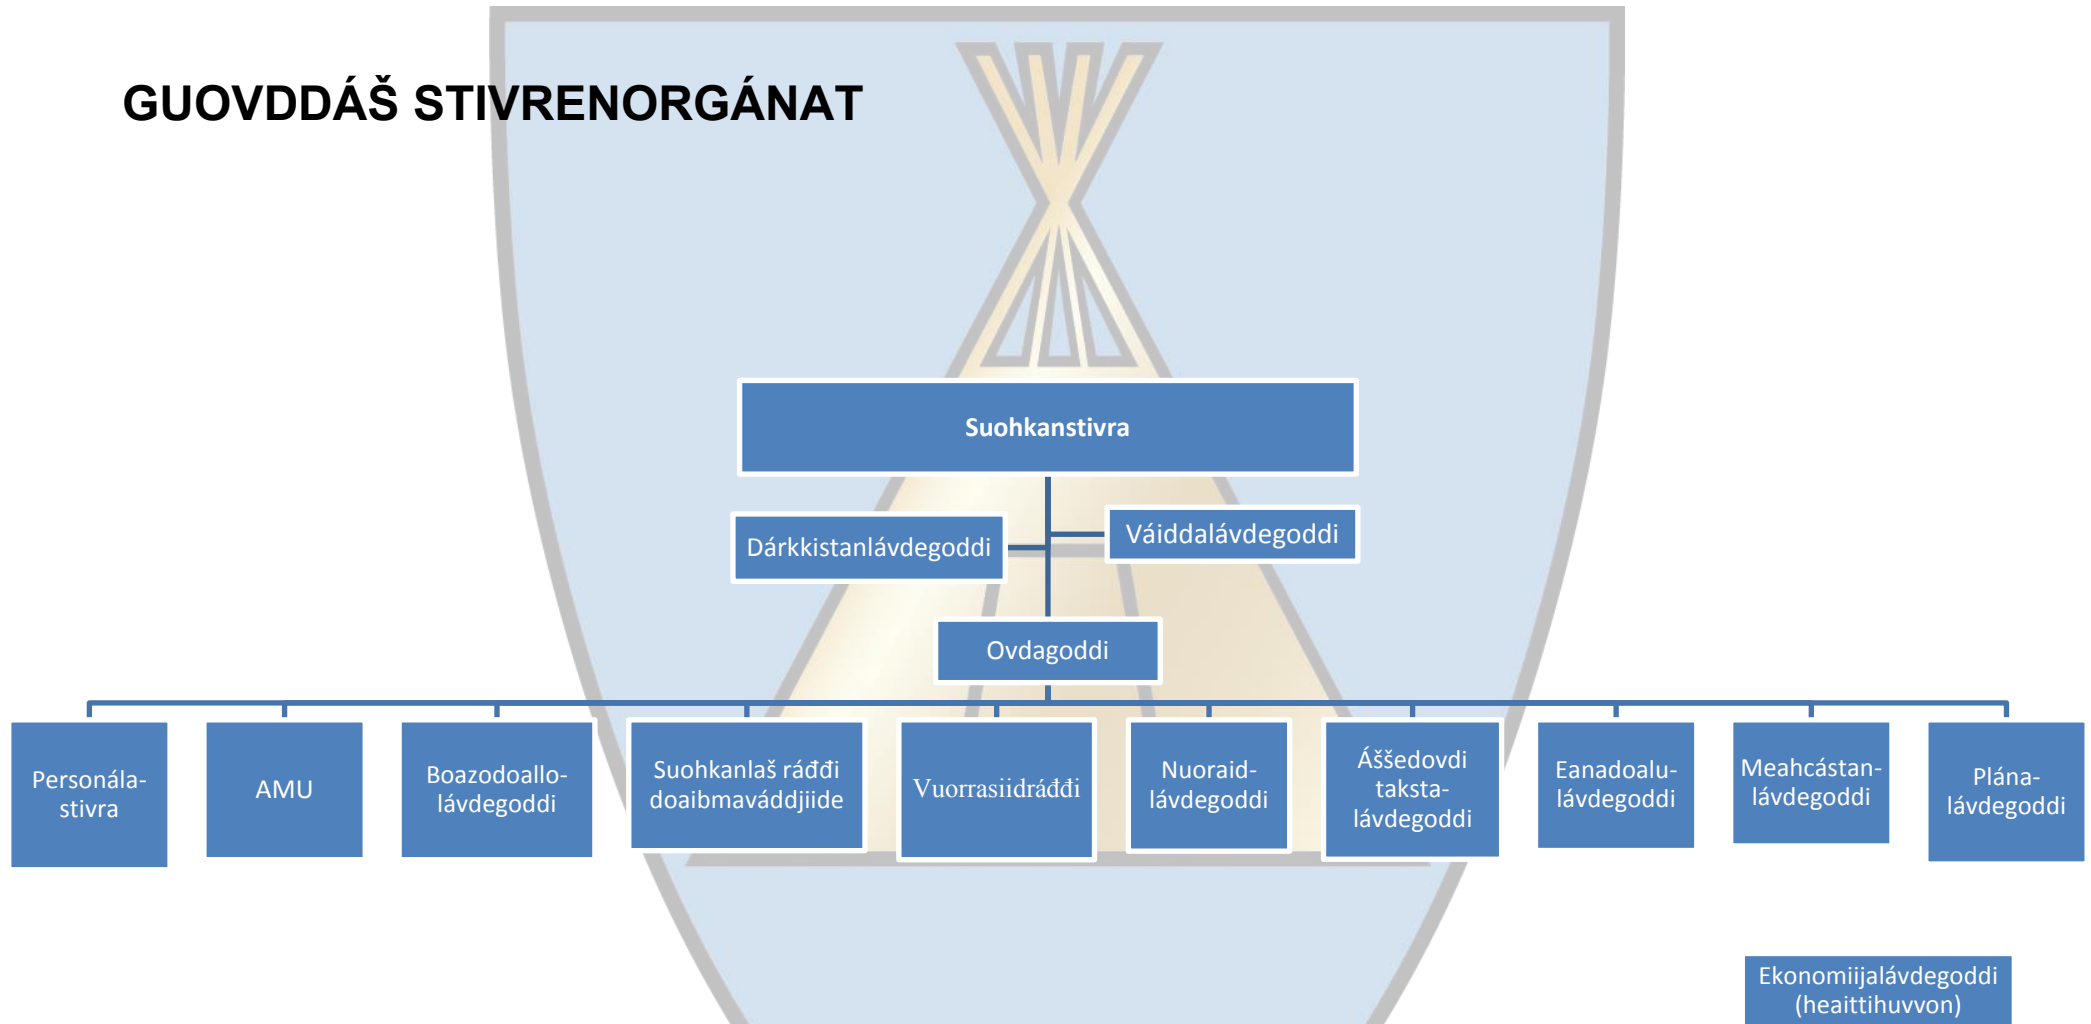 GUOVDDÁŠ STIVRENORGÁNAT
Suohkanstivra
Dárkkistanlávdegoddi
Váiddalávdegoddi
Ovdagoddi
Personála-
stivra
AMU
Boazodoallo-
lávdegoddi
Suohkanlaš ráđđi
doaibmaváddjiide
Vuorrasiidráđđi
Nuoraid-
lávdegoddi
Áššedovdi
taksta-
lávdegoddi
Eanadoalu-
lávdegoddi
Meahcástan-
lávdegoddi
Plána-
lávdegoddi
Ekonomiijalávdegoddi
(heaittihuvvon)